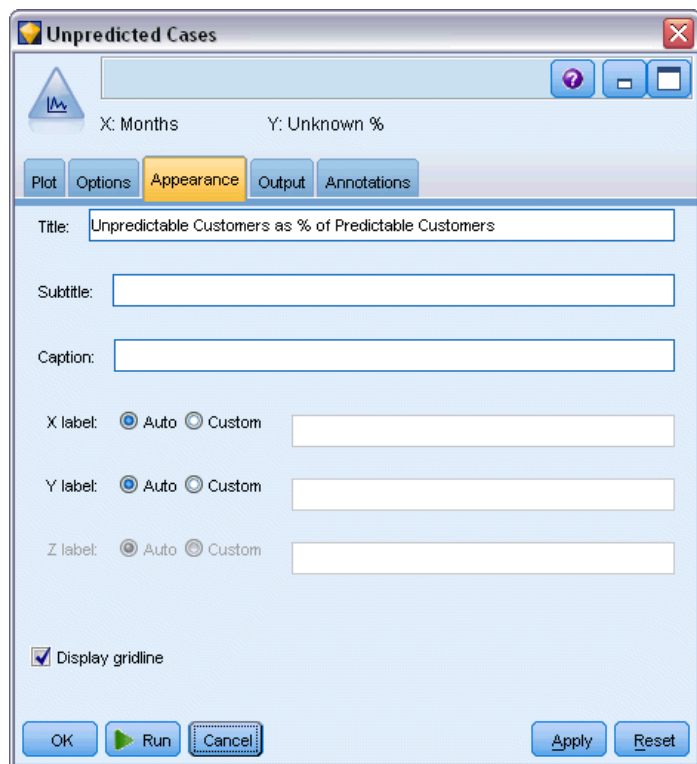 Unpredicted Cases
X: Months Y: Unknown %
Plot Options Appearance Output Annotations
Title: Unpredictable Customers as % of Predictable Customers
Subtitle:
Caption:
X label: Auto Custom
Y label: Auto Custom
Z label: Auto Custom
Display gridline
OK Run Cancel Apply Reset